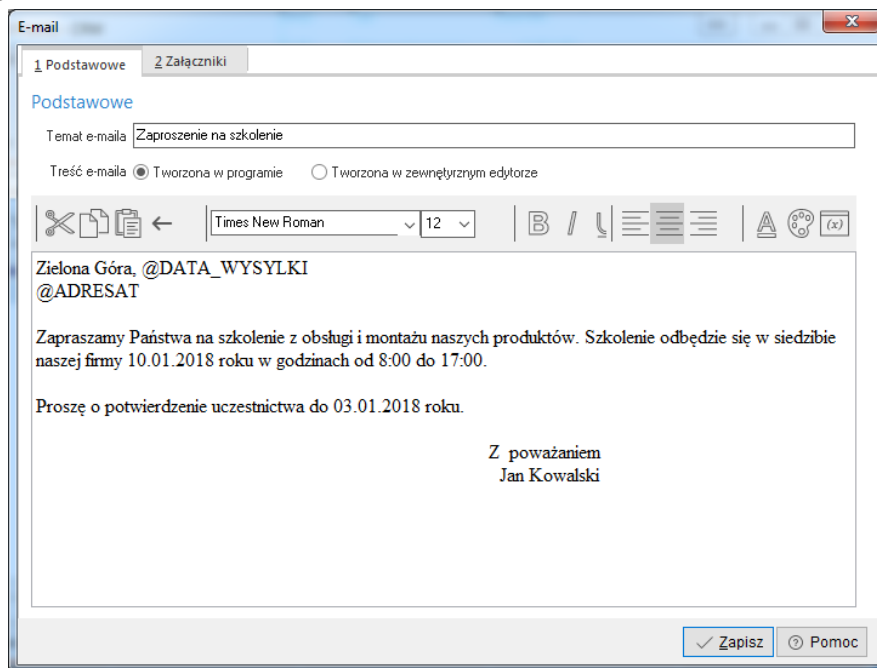 E-mail
1 Podstawowe
2 Załączniki
Podstawowe
Temat e-maila Zaproszenie na szkolenie
Treść e-maila Tworzona w programie Tworzona w zewnętyrznym edytorze
Times New Roman 12 B I U A (x)
Zielona Góra, @DATA_WYSYLKI
@ADRESAT
Zapraszamy Państwa na szkolenie z obsługi i montażu naszych produktów. Szkolenie odbędzie się w siedzibie
naszej firmy 10.01.2018 roku w godzinach od 8:00 do 17:00.
Proszę o potwierdzenie uczestnictwa do 03.01.2018 roku.
Z poważaniem
Jan Kowalski
Zapisz
Pomoc